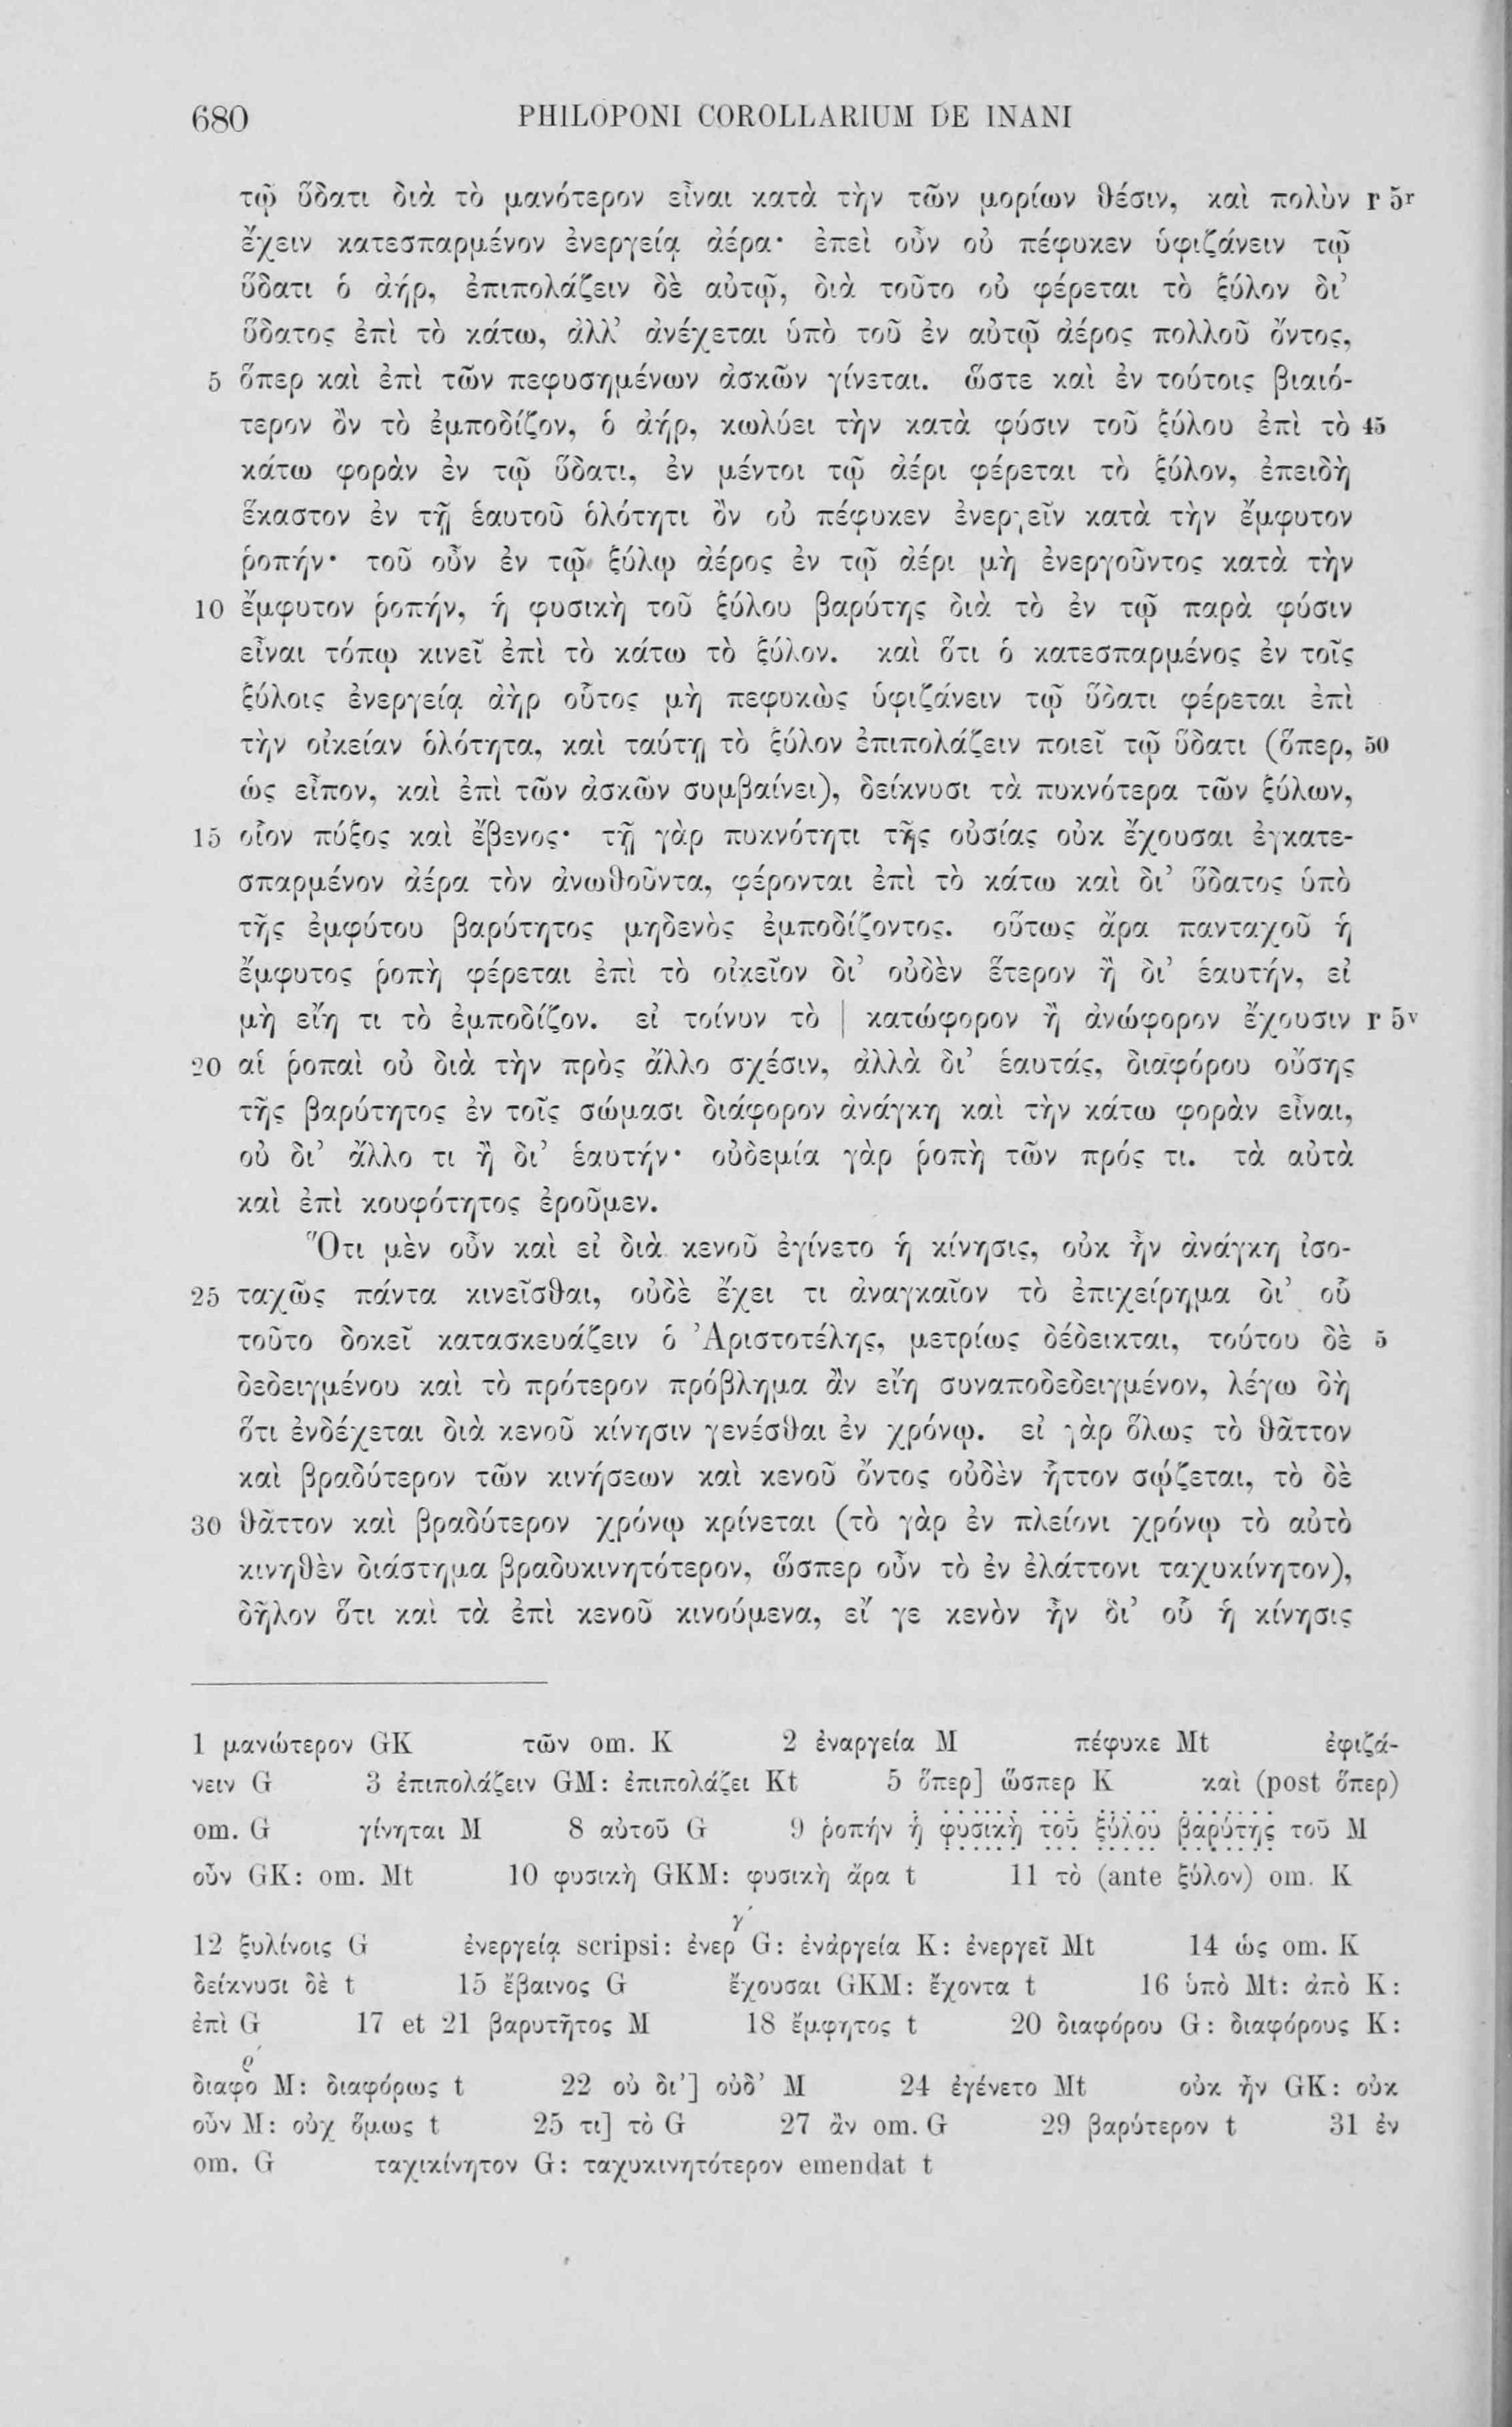 680 PHILOPONI COROLLARIUM DE INANI
τῷ ὕδατι διὰ τὸ μανότερον εἶναι κατὰ τὴν τῶν μορίων θέσιν, καὶ πολὺν r 5r
ἔχειν κατεσπαρμένον ἐνεργείᾳ ἀέρα· ἐπεὶ οὖν οὐ πέφυκεν ὑφιζάνειν τῷ
ὕδατι ὁ ἀήρ, ἐπιπολάζειν δὲ αὐτῷ, διὰ τοῦτο οὐ φέρεται τὸ ξύλον δι’
ὕδατος ἐπὶ τὸ κάτω, ἀλλ’ ἀνέχεται ὑπὸ τοῦ ἐν αὐτῷ ἀέρος πολλοῦ ὄντος,
5 ὅπερ καὶ ἐπὶ τῶν πεφυσημένων ἀσκῶν γίνεται. ὥστε καὶ ἐν τούτοις βιαιό-
τερον ὂν τὸ ἐμποδίζον, ὁ ἀήρ, κωλύει τὴν κατὰ φύσιν τοῦ ξύλου ἐπὶ τὸ 45
κάτω φορὰν ἐν τῷ ὕδατι, ἐν μέντοι τῷ ἀέρι φέρεται τὸ ξύλον, ἐπειδὴ
ἕκαστον ἐν τῇ ἑαυτοῦ ὁλότητι ὂν οὐ πέφυκεν ἐνεργεῖν κατὰ τὴν ἔμφυτον
ῥοπήν· τοῦ οὖν ἐν τῷ ξύλῳ ἀέρος ἐν τῷ ἀέρι μὴ ἐνεργοῦντος κατὰ τὴν
10 ἔμφυτον ῥοπήν, ἡ φυσικὴ τοῦ ξύλου βαρύτης διὰ τὸ ἐν τῷ παρὰ φύσιν
εἶναι τόπῳ κινεῖ ἐπὶ τὸ κάτω τὸ ξύλον. καὶ ὅτι ὁ κατεσπαρμένος ἐν τοῖς
ξύλοις ἐνεργείᾳ ἀὴρ οὗτος μὴ πεφυκὼς ὑφιζάνειν τῷ ὕδατι φέρεται ἐπὶ
τὴν οἰκείαν ὁλότητα, καὶ ταύτῃ τὸ ξύλον ἐπιπολάζειν ποιεῖ τῷ ὕδατι (ὅπερ, 50
ὡς εἶπον, καὶ ἐπὶ τῶν ἀσκῶν συμβαίνει), δείκνυσι τὰ πυκνότερα τῶν ξύλων,
15 οἷον πύξος καὶ ἔβενος· τῇ γὰρ πυκνότητι τῆς οὐσίας οὐκ ἔχουσαι ἐγκατε-
σπαρμένον ἀέρα τὸν ἀνωθοῦντα, φέρονται ἐπὶ τὸ κάτω καὶ δι’ ὕδατος ὑπὸ
τῆς ἐμφύτου βαρύτητος μηδενὸς ἐμποδίζοντος. οὕτως ἄρα πανταχοῦ ἡ
ἔμφυτος ῥοπὴ φέρεται ἐπὶ τὸ οἰκεῖον δι’ οὐδὲν ἕτερον ἢ δι’ ἑαυτήν, εἰ
μὴ εἴη τι τὸ ἐμποδίζον. εἰ τοίνυν τὸ | κατώφορον ἢ ἀνώφορον ἔχουσιν r 5v
20 αἱ ῥοπαὶ οὐ διὰ τὴν πρὸς ἄλλο σχέσιν, ἀλλὰ δι’ ἑαυτάς, διαφόρου οὔσης
τῆς βαρύτητος ἐν τοῖς σώμασι διάφορον ἀνάγκη καὶ τὴν κάτω φορὰν εἶναι,
οὐ δι’ ἄλλο τι ἢ δι’ ἑαυτήν· οὐδεμία γὰρ ῥοπὴ τῶν πρός τι. τὰ αὐτὰ
καὶ ἐπὶ κουφότητος ἐροῦμεν.
Ὅτι μὲν οὖν καὶ εἰ διὰ κενοῦ ἐγίνετο ἡ κίνησις, οὐκ ἦν ἀνάγκη ἰσο-
25 ταχῶς πάντα κινεῖσθαι, οὐδὲ ἔχει τι ἀναγκαῖον τὸ ἐπιχείρημα δι’ οὗ
τοῦτο δοκεῖ κατασκευάζειν ὁ Ἀριστοτέλης, μετρίως δέδεικται, τούτου δὲ 5
δεδειγμένου καὶ τὸ πρότερον πρόβλημα ἂν εἴη συναποδεδειγμένον, λέγω δὴ
ὅτι ἐνδέχεται διὰ κενοῦ κίνησιν γενέσθαι ἐν χρόνῳ. εἰ γὰρ ὅλως τὸ θᾶττον
καὶ βραδύτερον τῶν κινήσεων καὶ κενοῦ ὄντος οὐδὲν ἧττον σῴζεται, τὸ δὲ
30 θᾶττον καὶ βραδύτερον χρόνῳ κρίνεται (τὸ γὰρ ἐν πλείονι χρόνῳ τὸ αὐτὸ
κινηθὲν διάστημα βραδυκινητότερον, ὥσπερ οὖν τὸ ἐν ἐλάττονι ταχυκίνητον),
δῆλον ὅτι καὶ τὰ ἐπὶ κενοῦ κινούμενα, εἴ γε κενὸν ἦν δι’ οὗ ἡ κίνησις
1 μανώτερον GK τῶν om. K 2 ἐναργεία M πέφυκε Mt ἐφιζά-
νειν G 3 ἐπιπολάζειν GM: ἐπιπολάζει Kt 5 ὅπερ] ὥσπερ K καὶ (post ὅπερ)
om. G γίνηται M 8 αὐτοῦ G 9 ῥοπήν ἡ φυσικὴ τοῦ ξύλου βαρύτης τοῦ M
οὖν GK: om. Mt 10 φυσικὴ GKM: φυσικὴ ἄρα t 11 τὸ (ante ξύλον) om. K
12 ξυλίνοις G ἐνεργείᾳ scripsi: ἐνεργ́ G: ἐνἀργεία K: ἐνεργεῖ Mt 14 ὡς om. K
δείκνυσι δὲ t 15 ἔβαινος G ἔχουσαι GKM: ἔχοντα t 16 ὑπὸ Mt: ἀπὸ K:
ἐπὶ G 17 et 21 βαρυτῆτος M 18 ἔμφητος t 20 διαφόρου G: διαφόρους K:
διαφορ́ M: διαφόρως t 22 οὐ δι’] οὐδ’ M 24 ἐγένετο Mt οὐκ ἦν GK: οὐκ
οὖν M: οὐχ ὅμως t 25 τι] τὸ G 27 ἂν om. G 29 βαρύτερον t 31 ἐν
om. G ταχικίνητον G: ταχυκινητότερον emendat t